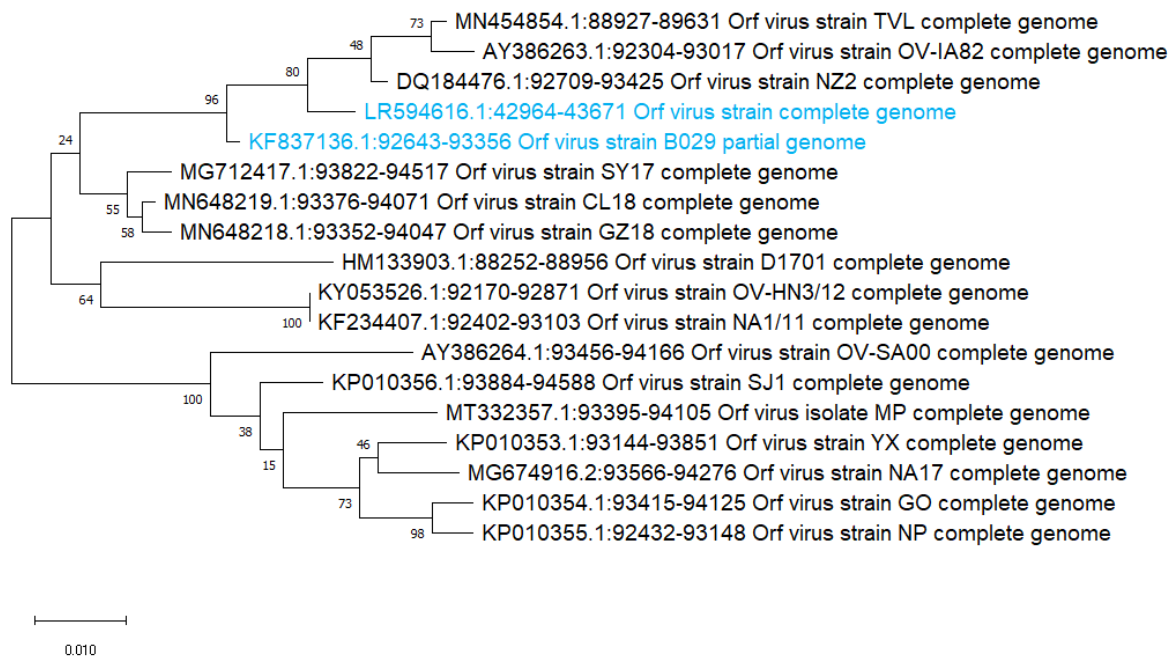 MN454854.1:88927-89631 Orf virus strain TVL complete genome
73
AY386263.1:92304-93017 Orf virus strain OV-IA82 complete genome
48
DQ184476.1:92709-93425 Orf virus strain NZ2 complete genome
80
LR594616.1:42964-43671 Orf virus strain complete genome
96
KF837136.1:92643-93356 Orf virus strain B029 partial genome
24
MG712417.1:93822-94517 Orf virus strain SY17 complete genome
MN648219.1:93376-94071 Orf virus strain CL18 complete genome
55
MN648218.1:93352-94047 Orf virus strain GZ18 complete genome
58
HM133903.1:88252-88956 Orf virus strain D1701 complete genome
KY053526.1:92170-92871 Orf virus strain OV-HN3/12 complete genome
64
KF234407.1:92402-93103 Orf virus strain NA1/11 complete genome
100
AY386264.1:93456-94166 Orf virus strain OV-SA00 complete genome
KP010356.1:93884-94588 Orf virus strain SJ1 complete genome
100
MT332357.1:93395-94105 Orf virus isolate MP complete genome
38
KP010353.1:93144-93851 Orf virus strain YX complete genome
46
15
MG674916.2:93566-94276 Orf virus strain NA17 complete genome
KP010354.1:93415-94125 Orf virus strain GO complete genome
73
KP010355.1:92432-93148 Orf virus strain NP complete genome
98
0.010